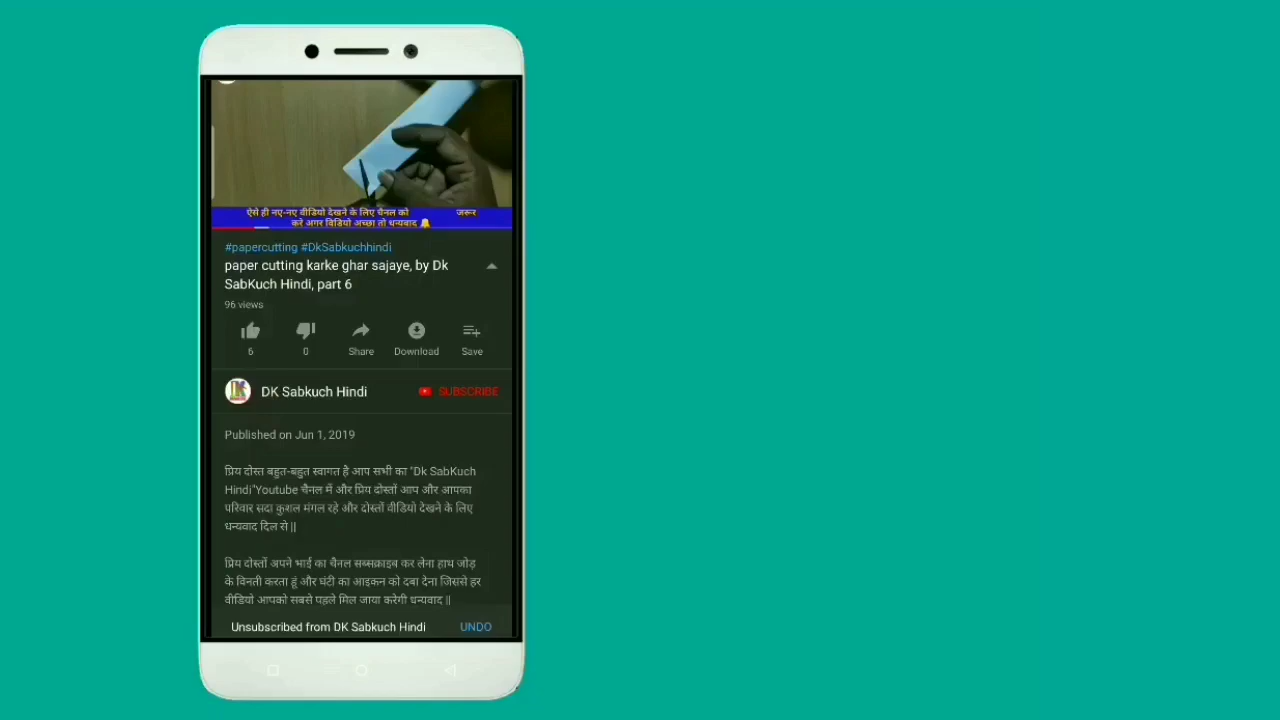 ऐसे ही नए-नए वीडियो देखने के लिए चैनल को जरूर
करे अगर विडियो अच्छा तो धन्यवाद
#papercutting #DkSabkuchhindi
paper cutting karke ghar sajaye, by Dk
SabKuch Hindi, part 6
96 views
6 0 Share Download Save
DK Sabkuch Hindi SUBSCRIBE
Published on Jun 1, 2019
प्रिय दोस्त बहुत-बहुत स्वागत है आप सभी का "Dk SabKuch
Hindi"Youtube चैनल में और प्रिय दोस्तों आप और आपका
परिवार सदा कुशल मंगल रहे और दोस्तों वीडियो देखने के लिए
धन्यवाद दिल से ||
प्रिय दोस्तों अपने भाई का चैनल सब्सक्राइब कर लेना हाथ जोड़
के विनती करता हूं और घंटी का आइकन को दबा देना जिससे हर
वीडियो आपको सबसे पहले मिल जाया करेगी धन्यवाद ||
Unsubscribed from DK Sabkuch Hindi UNDO